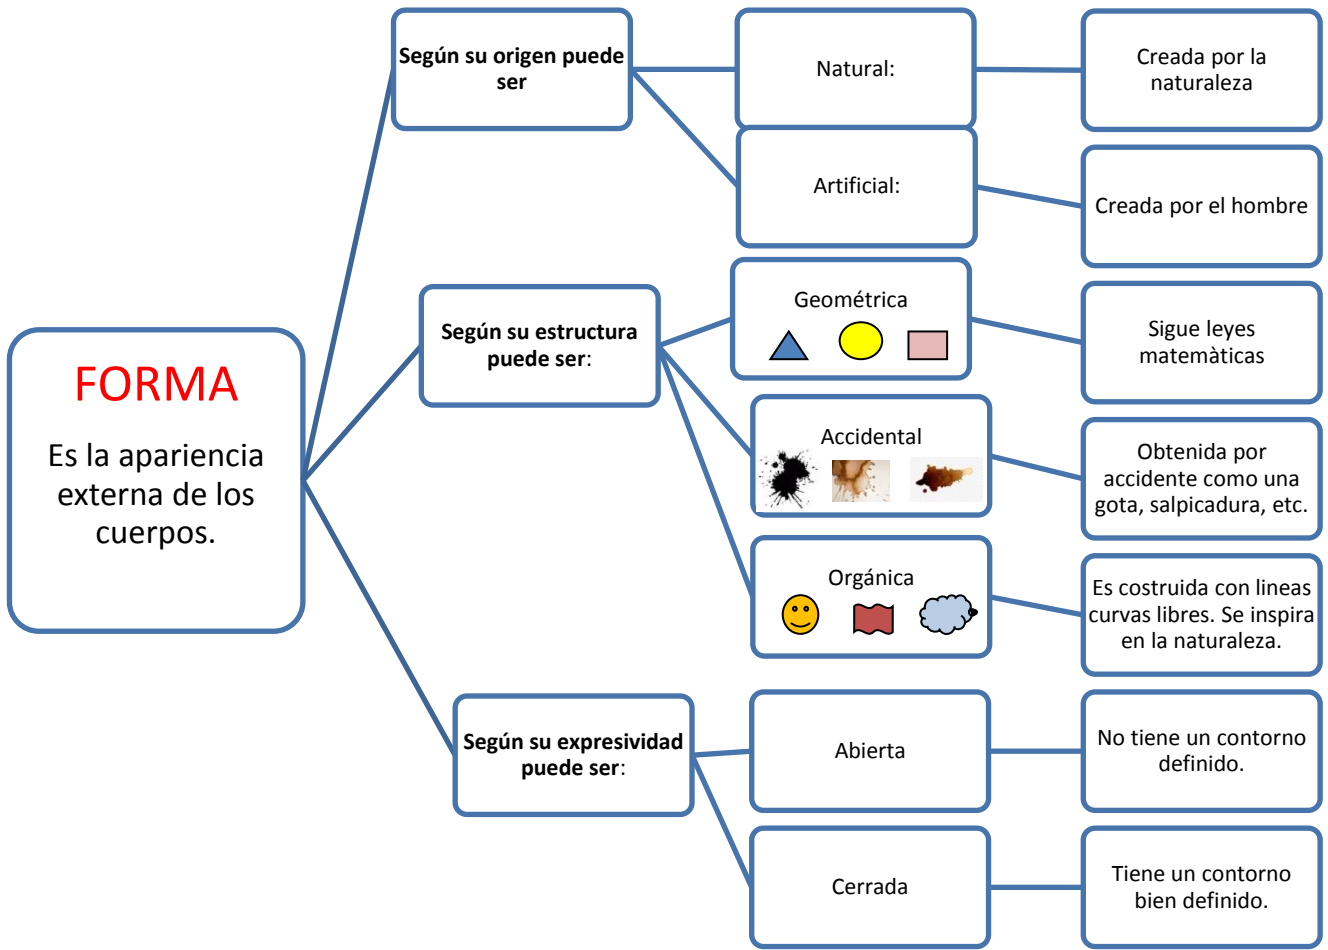 FORMA
Es la apariencia
externa de los
cuerpos.
Según su origen puede
ser
Natural:
Creada por la
naturaleza
Artificial:
Creada por el hombre
Según su estructura
puede ser:
Geométrica
Sigue leyes
matemàticas
Accidental
Obtenida por
accidente como una
gota, salpicadura, etc.
Orgánica
Es costruida con lineas
curvas libres. Se inspira
en la naturaleza.
Según su expresividad
puede ser:
Abierta
No tiene un contorno
definido.
Cerrada
Tiene un contorno
bien definido.